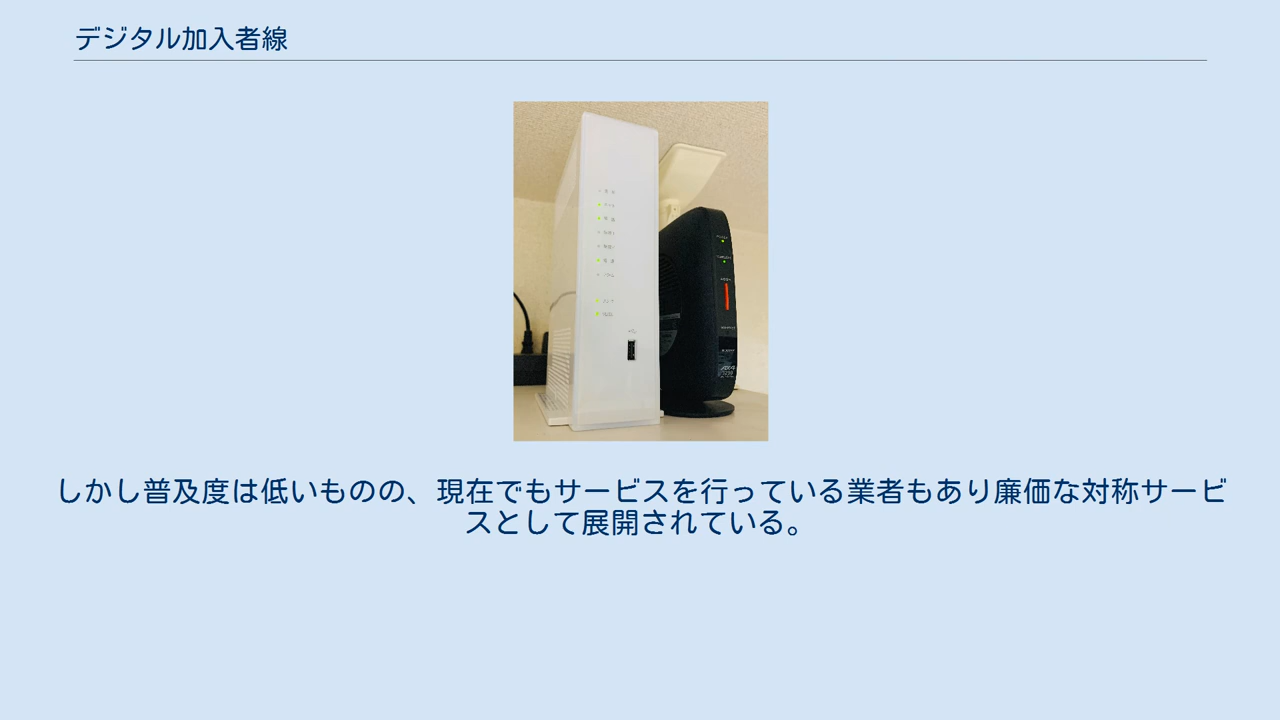 デジタル加入者線
しかし普及度は低いものの、現在でもサービスを行っている業者もあり廉価な対称サービ
スとして展開されている。